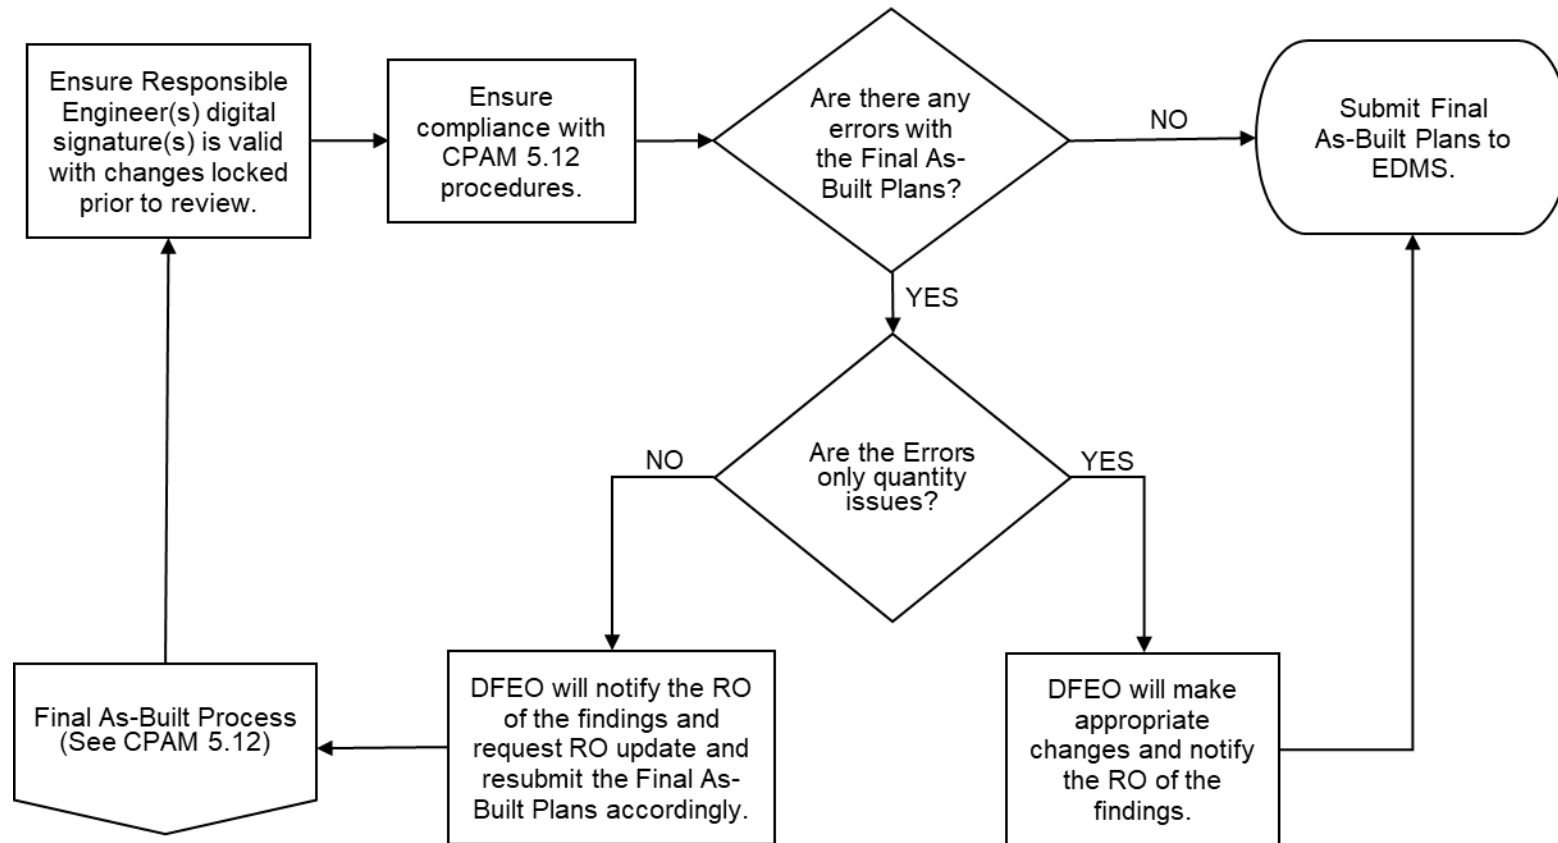 Ensure Responsible
Engineer(s) digital
signature(s) is valid
with changes locked
prior to review.
Ensure
compliance with
CPAM 5.12
procedures.
Are there any
errors with
the Final As-
Built Plans?
NO
Submit Final
As-Built Plans to
EDMS.
YES
Are the Errors
only quantity
issues?
NO
YES
Final As-Built Process
(See CPAM 5.12)
DFEO will notify the RO
of the findings and
request RO update and
resubmit the Final As-
Built Plans accordingly.
DFEO will make
appropriate
changes and notify
the RO of the
findings.